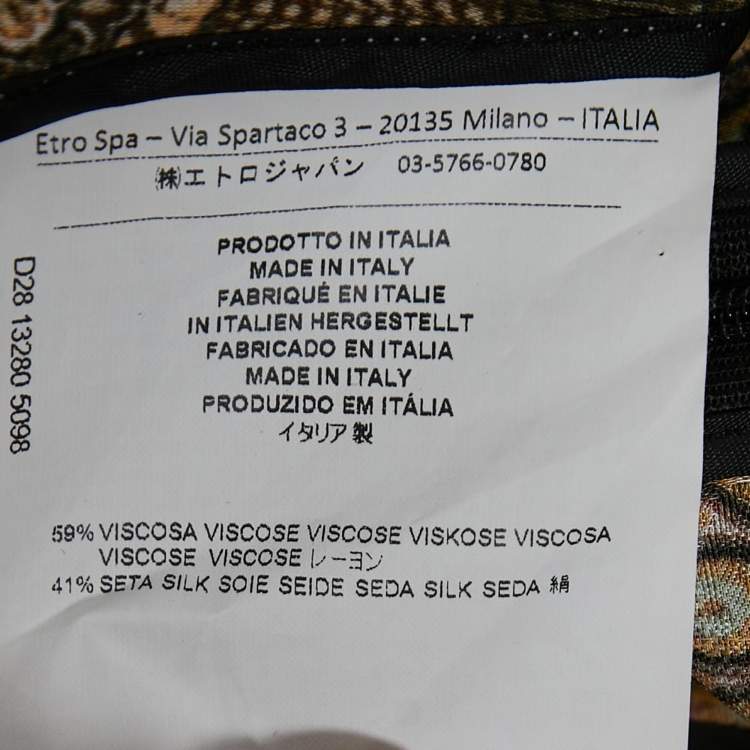 Etro Spa – Via Spartaco 3 – 20135 Milano – ITALIA
㈱エトロジャパン 03-5766-0780
PRODOTTO IN ITALIA
MADE IN ITALY
FABRIQUÉ EN ITALIE
IN ITALIEN HERGESTELLT
FABRICADO EN ITALIA
MADE IN ITALY
PRODUZIDO EM ITÁLIA
イタリア製
D28 13280 5098
59% VISCOSA VISCOSE VISCOSE VISKOSE VISCOSA
VISCOSE VISCOSE レーヨン
41% SETA SILK SOIE SEIDE SEDA SILK SEDA 絹